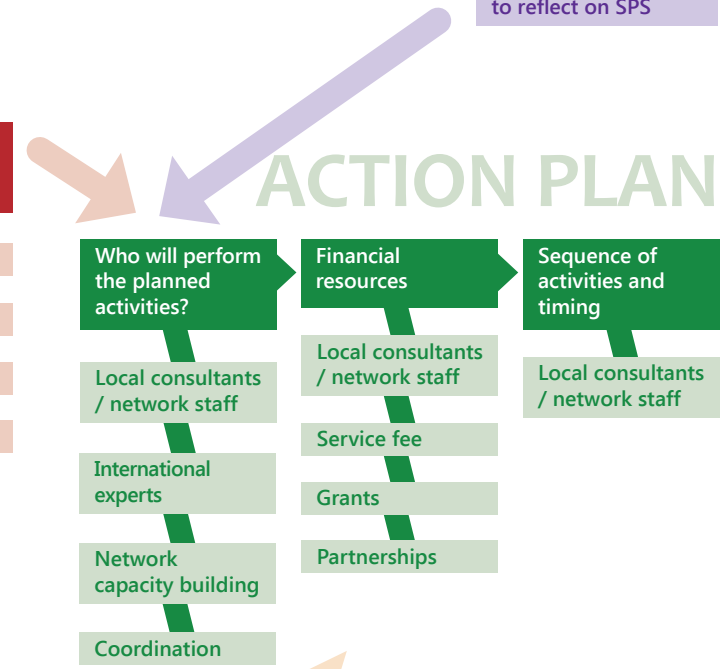 to reflect on SPS
ACTION PLAN
Who will perform
the planned
activities?
Local consultants
/ network staff
International
experts
Network
capacity building
Coordination
Financial
resources
Local consultants
/ network staff
Service fee
Grants
Partnerships
Sequence of
activities and
timing
Local consultants
/ network staff